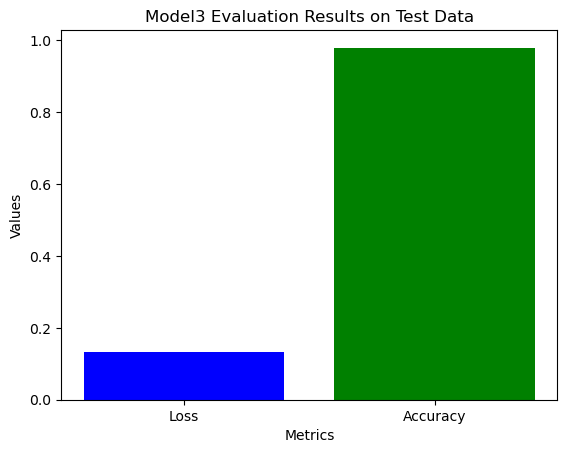 Model3 Evaluation Results on Test Data
1.0
0.8
0.6
0.4
0.2
0.0
Values
Loss
Accuracy
Metrics